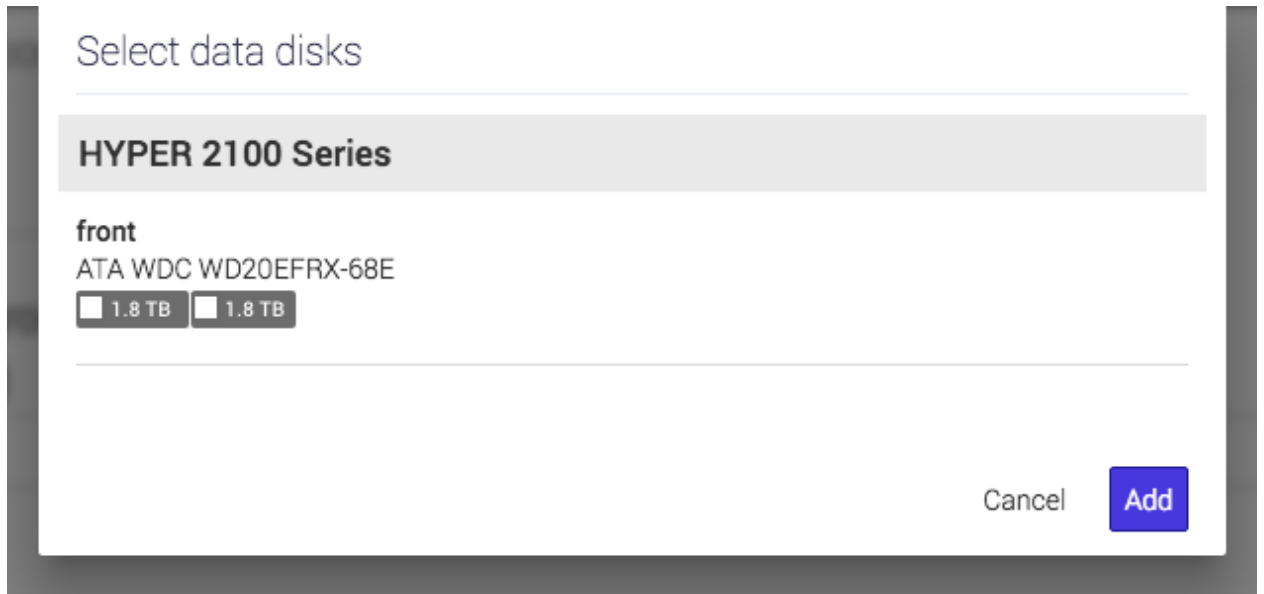 Select data disks
HYPER 2100 Series
front
ATA WDC WD20EFRX-68E
1.8 TB 1.8 TB
Cancel Add